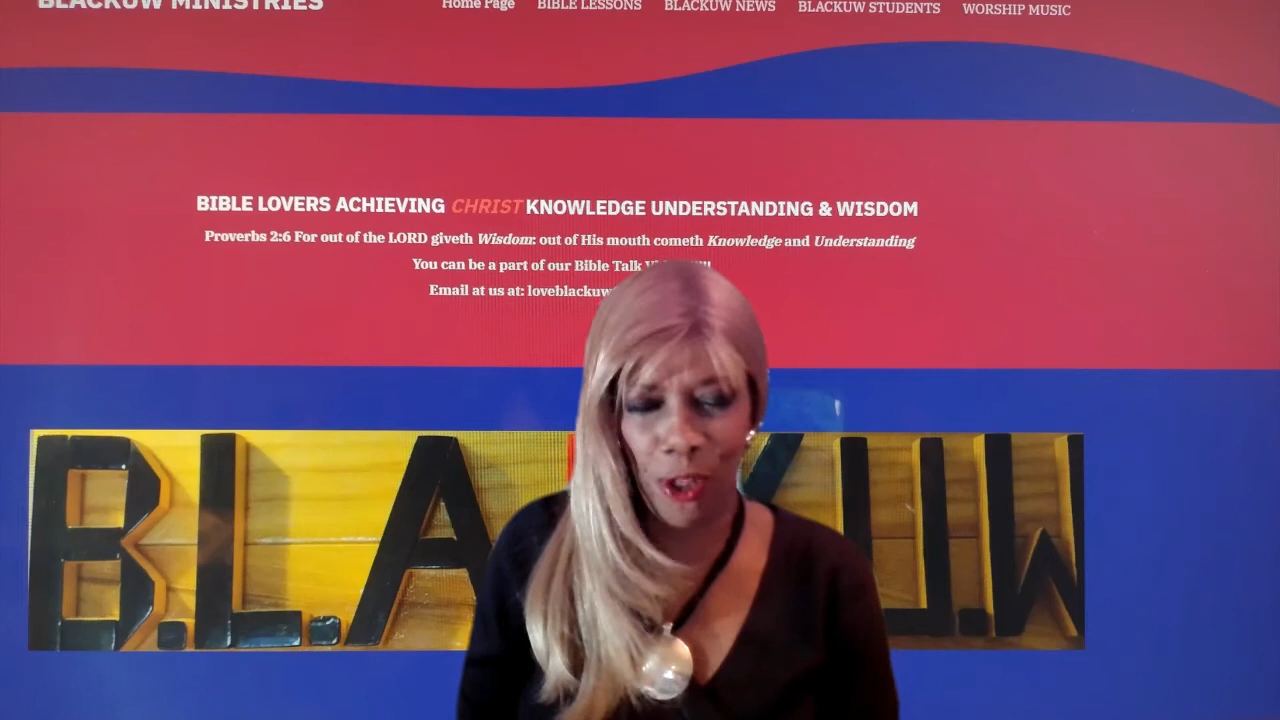 BLACKUW MINISTRIES
Home Page BIBLE LESSONS BLACKUW NEWS BLACKUW STUDENTS WORSHIP MUSIC
BIBLE LOVERS ACHIEVING CHRIST KNOWLEDGE UNDERSTANDING & WISDOM
Proverbs 2:6 For out of the LORD giveth Wisdom: out of His mouth cometh Knowledge and Understanding
You can be a part of our Bible Talk
Email at us at: loveblackuw
B.L.A U.W